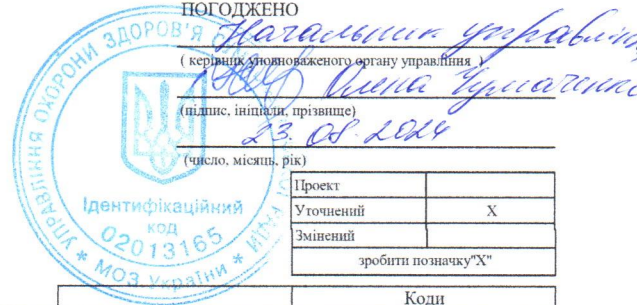 ПОГОДЖЕНО
Начальник управління
( керівник уповноваженого органу управління )
Олена Чумаченко
(підпис, ініціали, прізвище)
23. 08. 2024
(число, місяць, рік)
Проект
Уточнений X
Змінений
зробити позначку"X"
Коди
УПРАВЛІННЯ ОХОРОНИ ЗДОРОВ'Я
Ідентифікаційний
код
02013165
* МОЗ України *